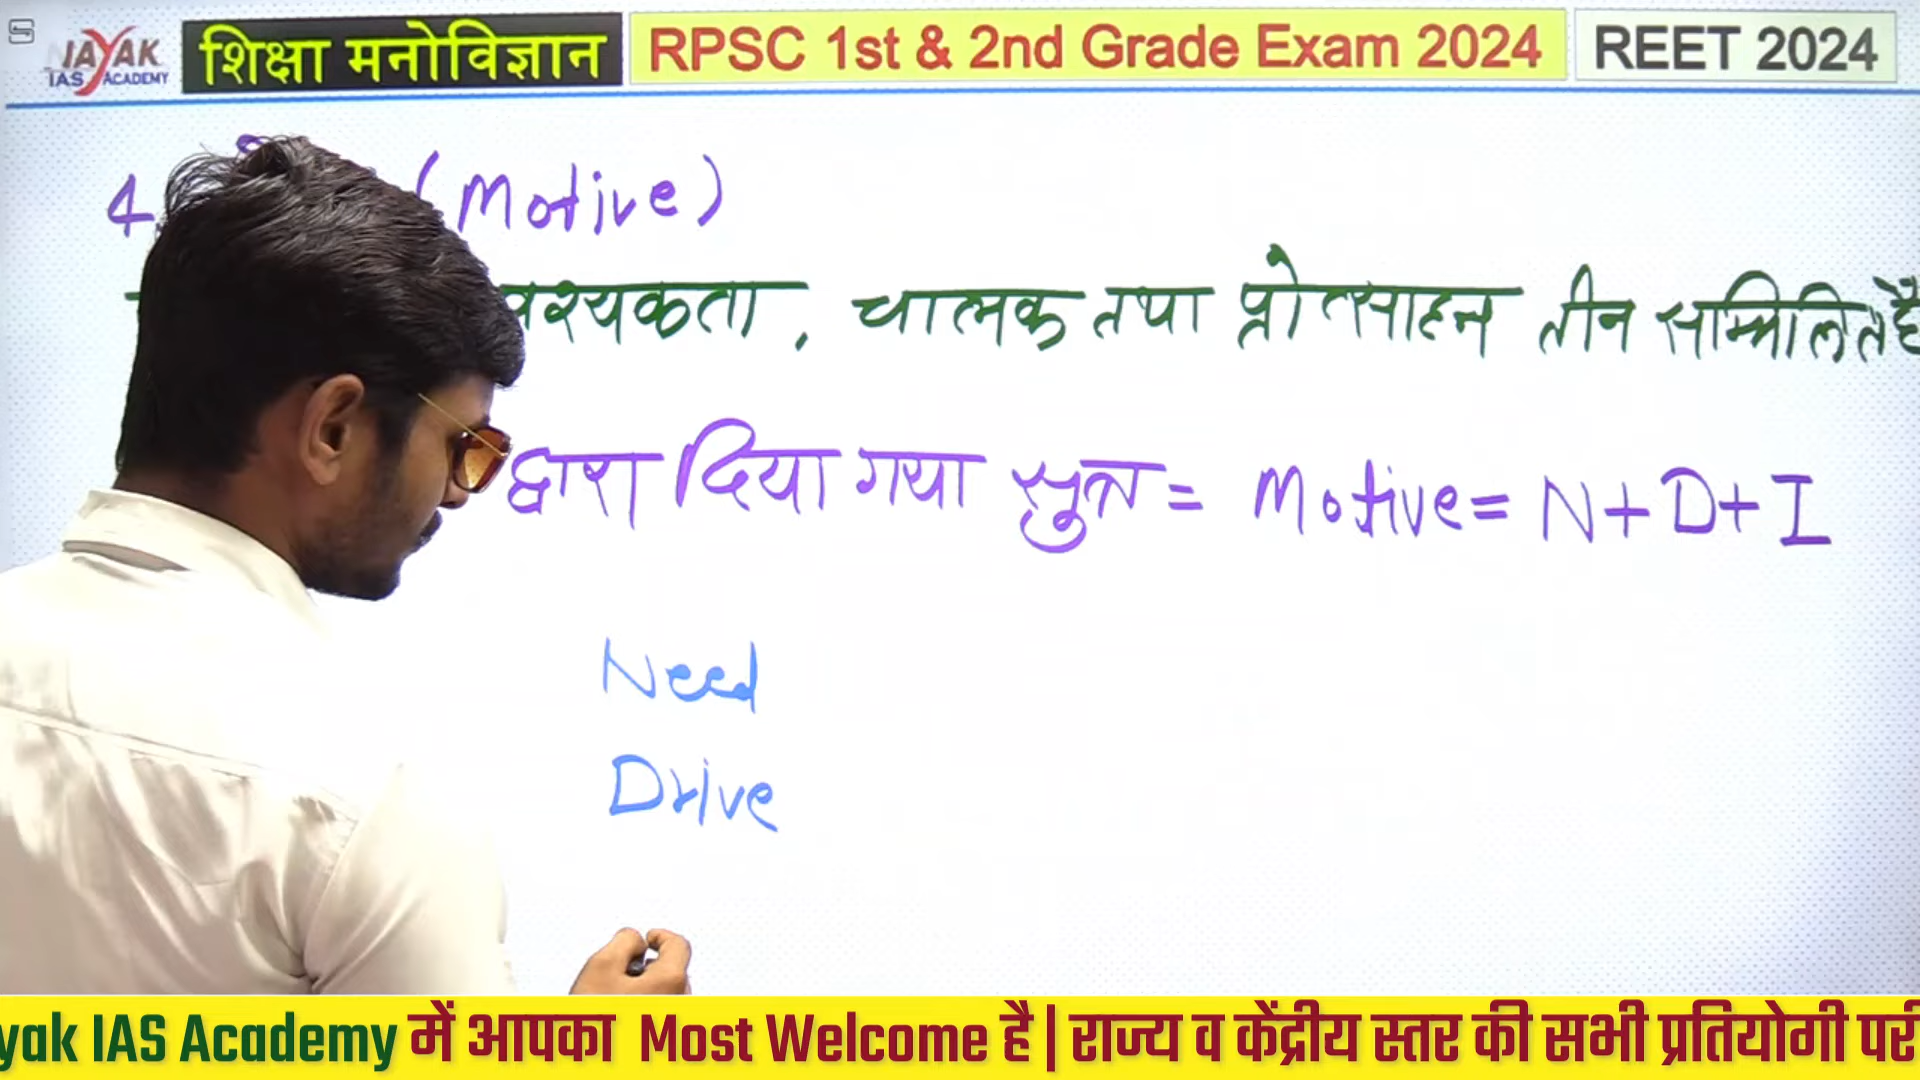 NAYAK IAS ACADEMY
शिक्षा मनोविज्ञान
RPSC 1st & 2nd Grade Exam 2024
REET 2024
4. (Motive)
वश्यकता, चालक तथा प्रोत्साहन तीन सम्मिलित है
द्वारा दिया गया सुत्र = Motive = N+D+I
Need
Drive
yak IAS Academy में आपका Most Welcome है | राज्य व केंद्रीय स्तर की सभी प्रतियोगी परी